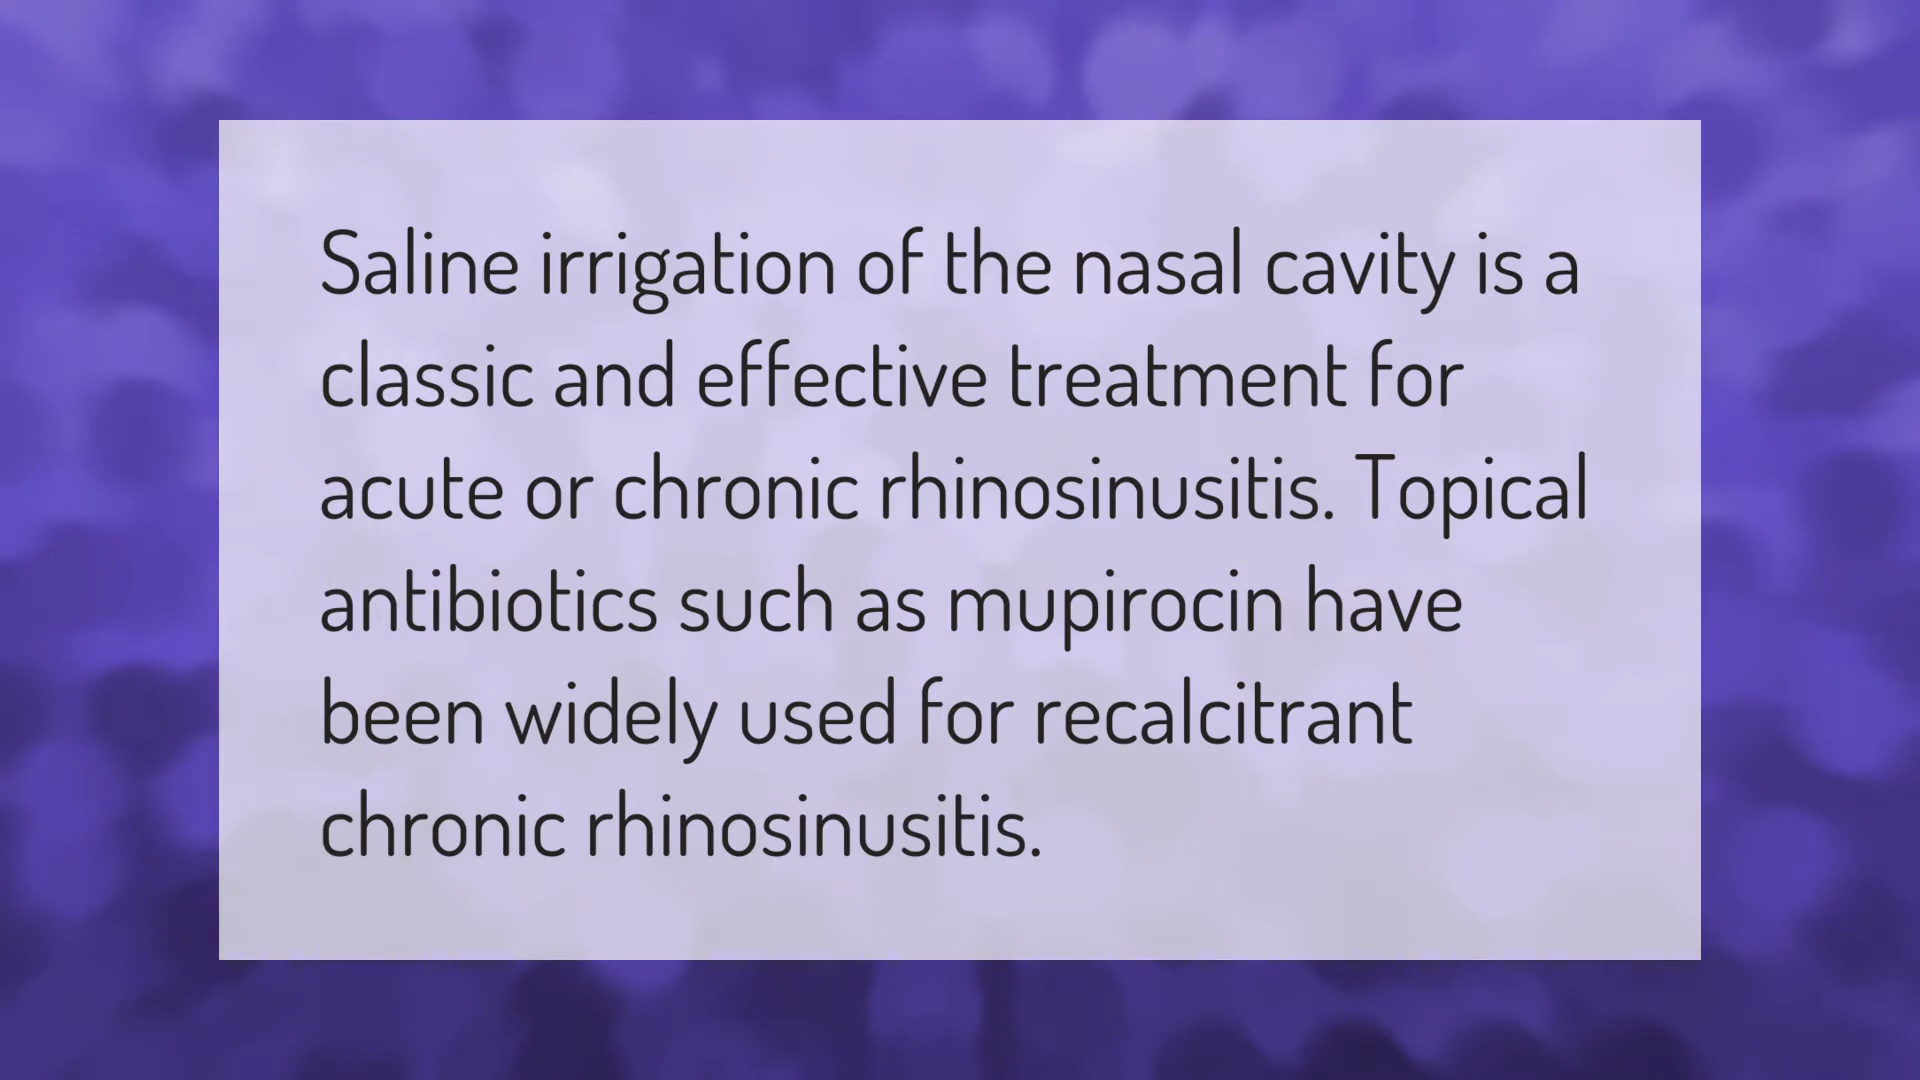 Saline irrigation of the nasal cavity is a
classic and effective treatment for
acute or chronic rhinosinusitis. Topical
antibiotics such as mupirocin have
been widely used for recalcitrant
chronic rhinosinusitis.